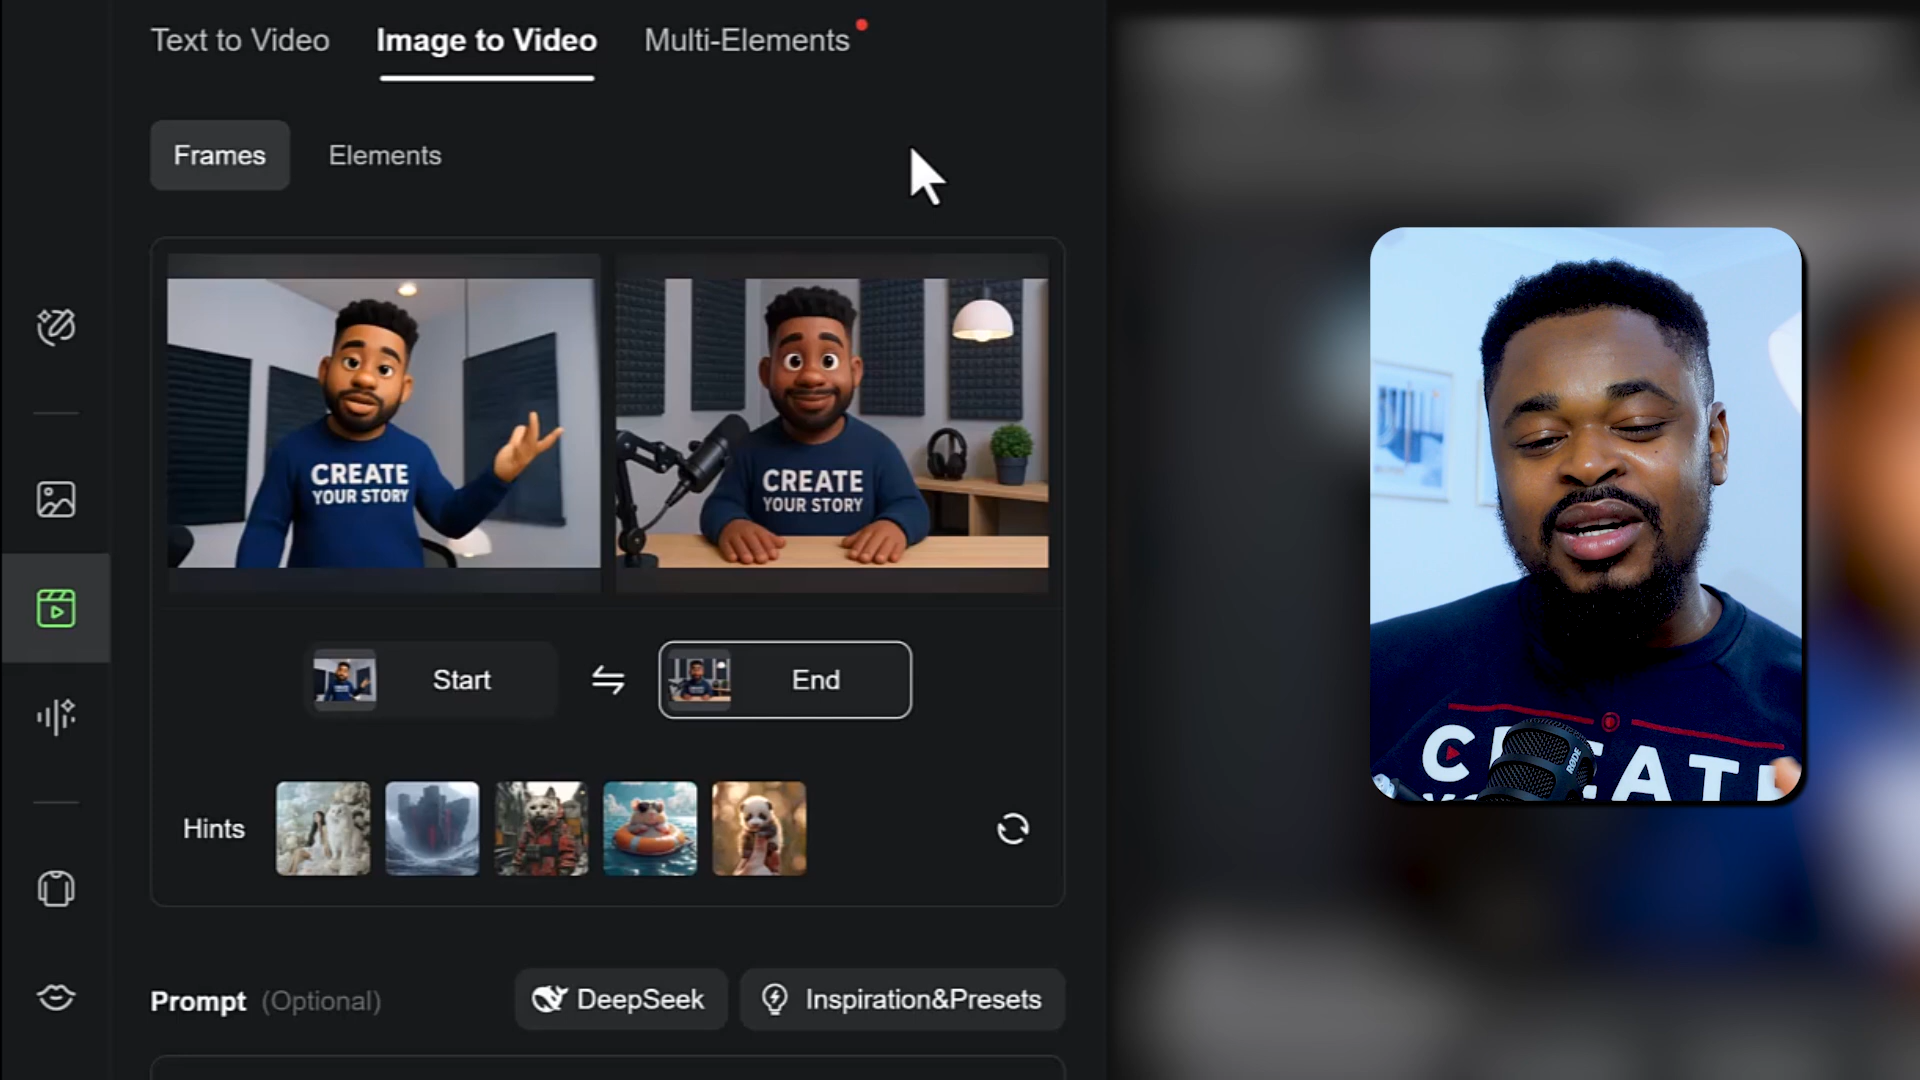 Text to Video
Image to Video
Multi-Elements
Frames
Elements
CREATE
YOUR STORY
CREATE
YOUR STORY
Start
End
Hints
Prompt (Optional)
DeepSeek
Inspiration&Presets
RØDE